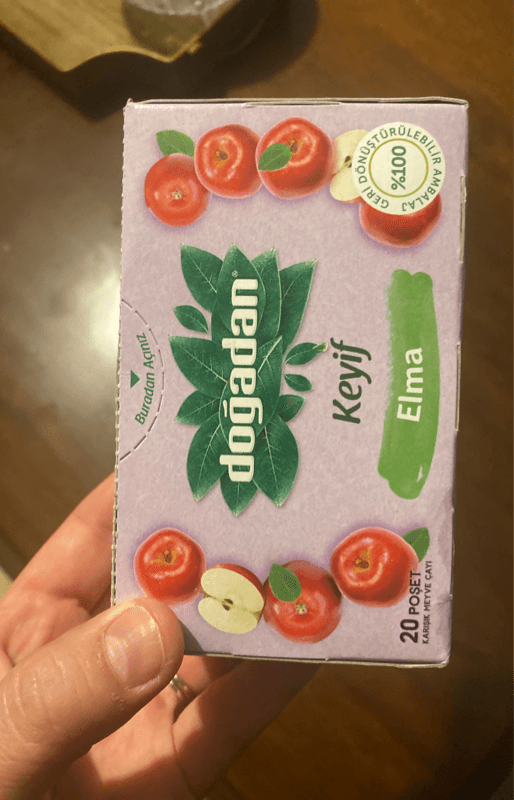 Buradan Açınız
doğadan®
Keyif
Elma
%100
GERİ DÖNÜŞTÜRÜLEBİLİR AMBALAJ
20 POŞET
KARIŞIK MEYVE ÇAYI